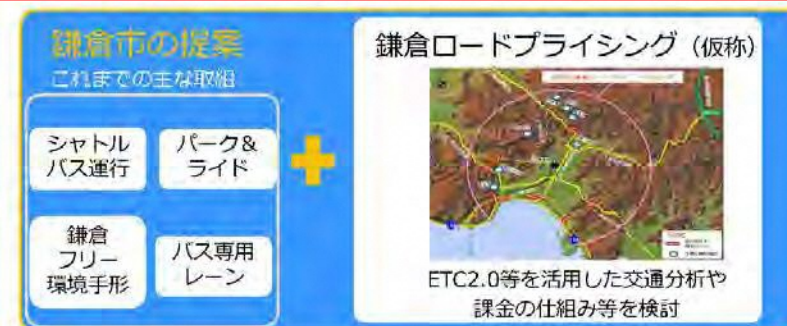 鎌倉市の提案
これまでの主な取組
シャトル
バス運行
パーク&
ライド
鎌倉
フリー
環境手形
バス専用
レーン
鎌倉ロードプライシング（仮称）
ETC2.0等を活用した交通分析や
課金の仕組み等を検討